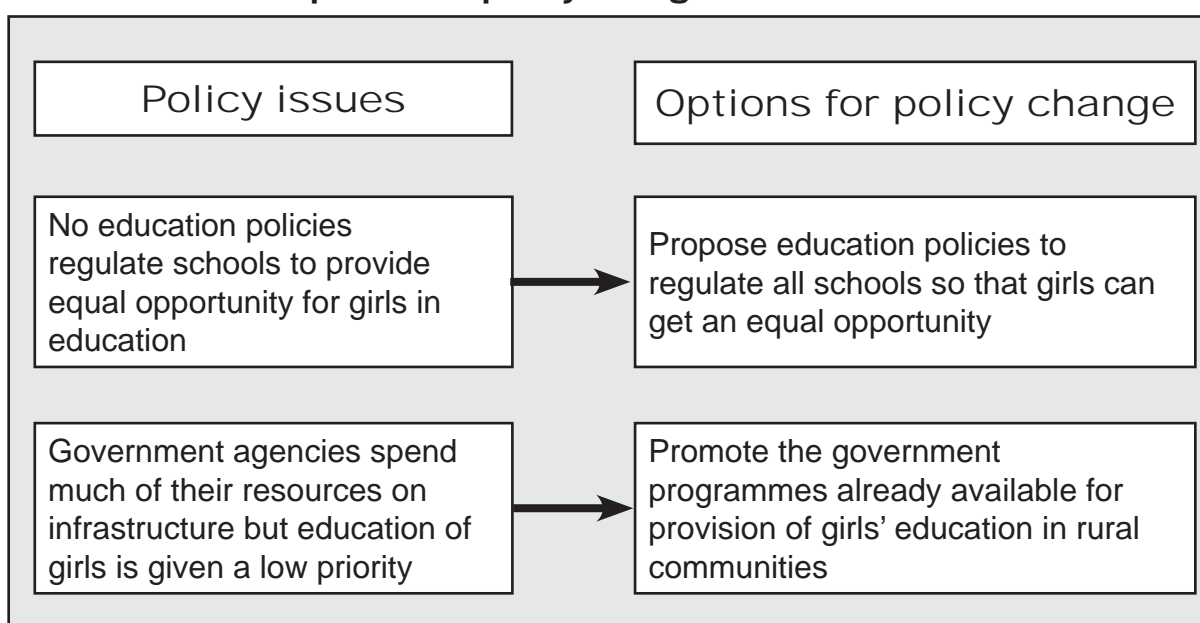 Policy issues
Options for policy change
No education policies
regulate schools to provide
equal opportunity for girls in
education
Propose education policies to
regulate all schools so that girls can
get an equal opportunity
Government agencies spend
much of their resources on
infrastructure but education of
girls is given a low priority
Promote the government
programmes already available for
provision of girls’ education in rural
communities